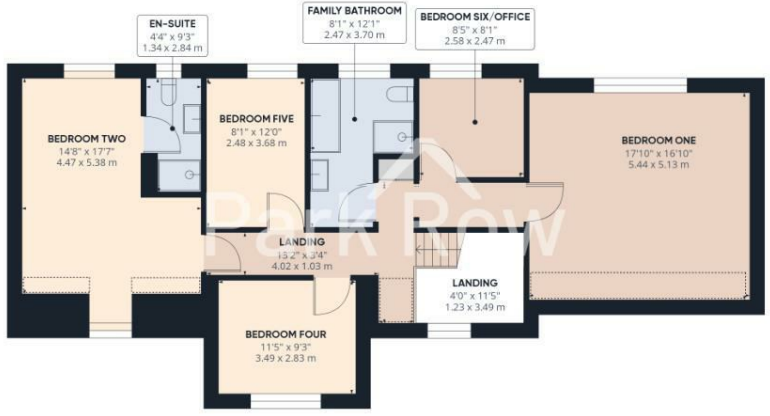 EN-SUITE
4'4" x 9'3"
1.34 x 2.84 m
FAMILY BATHROOM
8'1" x 12'1"
2.47 x 3.70 m
BEDROOM SIX/OFFICE
8'5" x 8'1"
2.58 x 2.47 m
BEDROOM TWO
14'8" x 17'7"
4.47 x 5.38 m
BEDROOM FIVE
8'1" x 12'0"
2.48 x 3.68 m
BEDROOM ONE
17'10" x 16'10"
5.44 x 5.13 m
Park Row
LANDING
13'2" x 3'4"
4.02 x 1.03 m
LANDING
4'0" x 11'5"
1.23 x 3.49 m
BEDROOM FOUR
11'5" x 9'3"
3.49 x 2.83 m